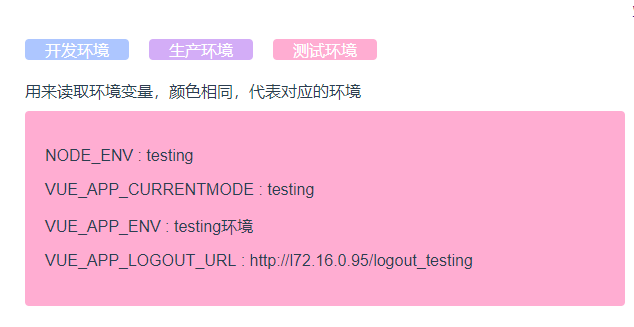 开发环境 生产环境 测试环境
用来读取环境变量，颜色相同，代表对应的环境
NODE_ENV : testing
VUE_APP_CURRENTMODE : testing
VUE_APP_ENV : testing环境
VUE_APP_LOGOUT_URL : http://l72.16.0.95/logout_testing